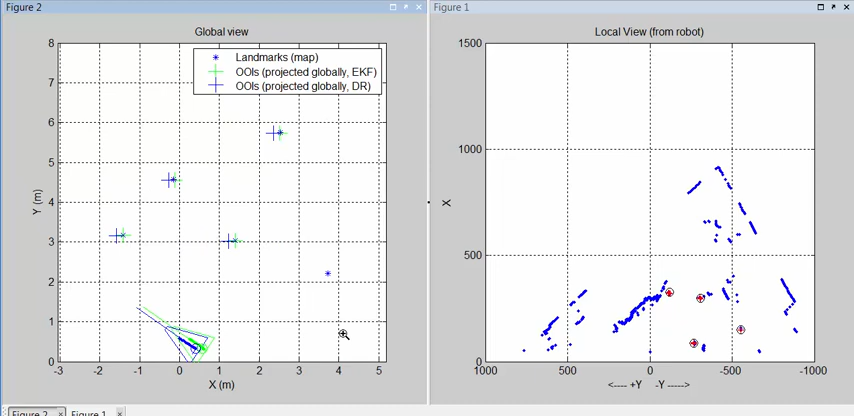 Figure 2
Figure 1
Global view
Landmarks (map)
OOIs (projected globally, EKF)
OOIs (projected globally, DR)
8
7
6
5
4
3
2
1
0
Y (m)
-3
-2
-1
0
1
2
3
4
5
X (m)
Local View (from robot)
1500
1000
500
0
X
1000
500
0
-500
-1000
<---- +Y -Y ----->
Figure 2 x
Figure 1 x